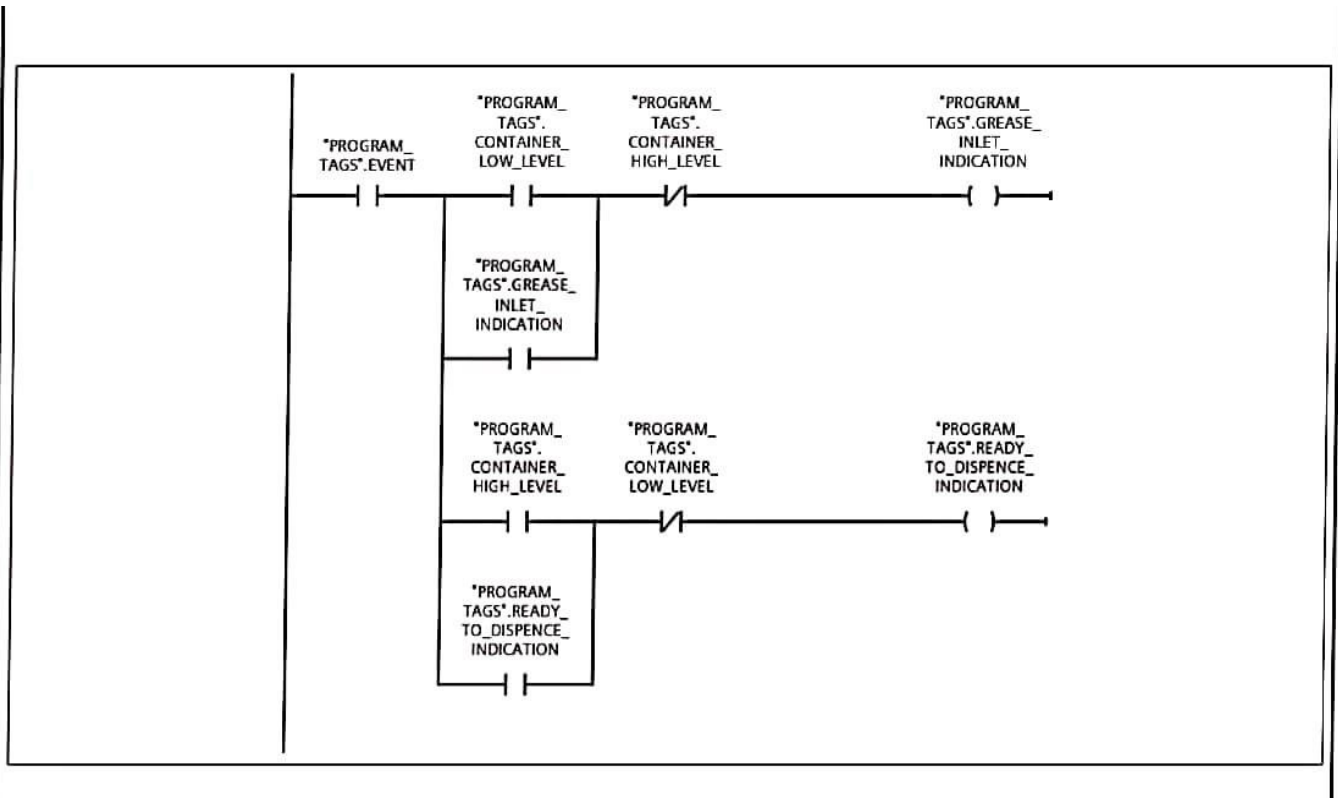 "PROGRAM_
TAGS".EVENT
"PROGRAM_
TAGS".
CONTAINER_
LOW_LEVEL
"PROGRAM_
TAGS".
CONTAINER_
HIGH_LEVEL
"PROGRAM_
TAGS".GREASE_
INLET_
INDICATION
"PROGRAM_
TAGS".GREASE_
INLET_
INDICATION
"PROGRAM_
TAGS".
CONTAINER_
HIGH_LEVEL
"PROGRAM_
TAGS".
CONTAINER_
LOW_LEVEL
"PROGRAM_
TAGS".READY_
TO_DISPENCE_
INDICATION
"PROGRAM_
TAGS".READY_
TO_DISPENCE_
INDICATION